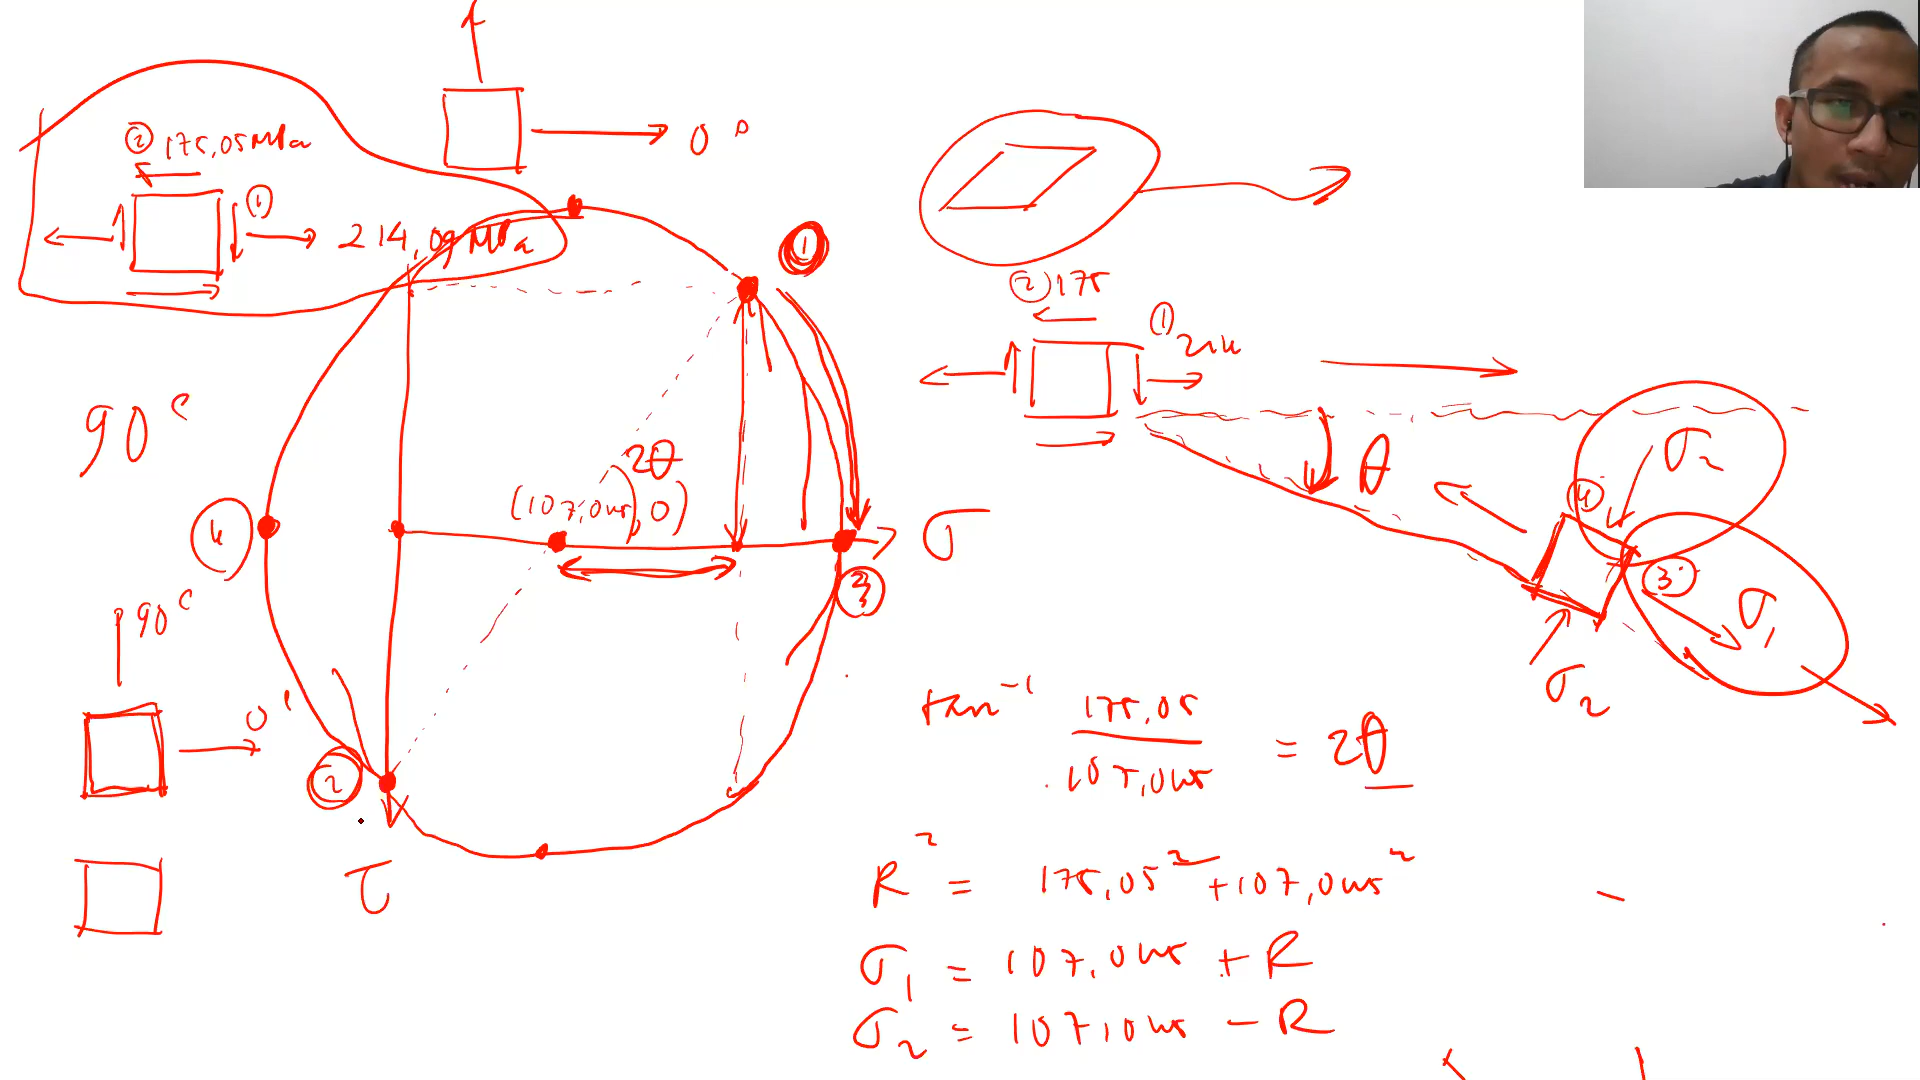 0°
② 175,05 MPa
①
214,09 MPa
①
90°
2θ
(107,045, 0)
④
σ
③
90°
0°
②
τ
② 175
① 214
θ
σ₂
④
③
σ₁
σ₂
tan⁻¹ 175,05 / 107,045 = 2θ
R² = 175,05² + 107,045²
σ₁ = 107,045 + R
σ₂ = 107,045 − R